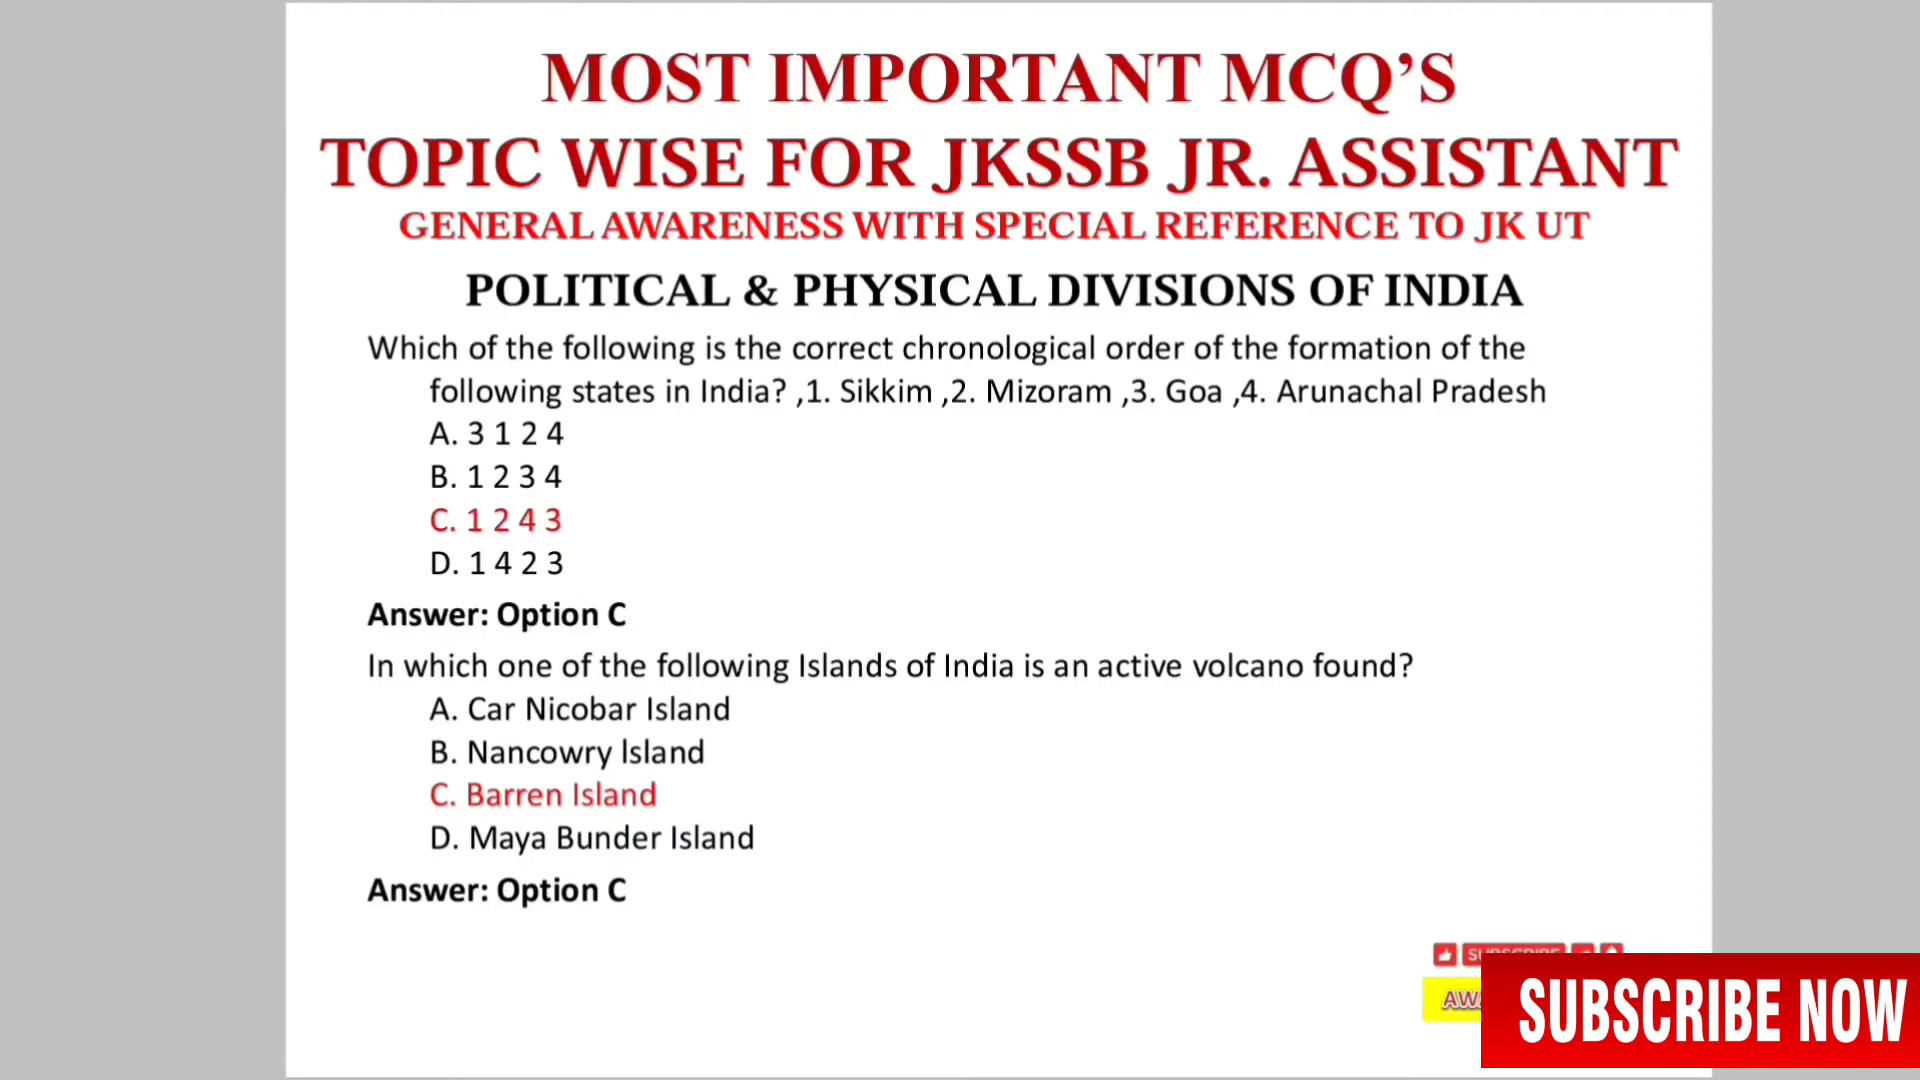 MOST IMPORTANT MCQ’S
TOPIC WISE FOR JKSSB JR. ASSISTANT
GENERAL AWARENESS WITH SPECIAL REFERENCE TO JK UT
POLITICAL & PHYSICAL DIVISIONS OF INDIA
Which of the following is the correct chronological order of the formation of the
following states in India? ,1. Sikkim ,2. Mizoram ,3. Goa ,4. Arunachal Pradesh
A. 3 1 2 4
B. 1 2 3 4
C. 1 2 4 3
D. 1 4 2 3
Answer: Option C
In which one of the following Islands of India is an active volcano found?
A. Car Nicobar Island
B. Nancowry lsland
C. Barren Island
D. Maya Bunder Island
Answer: Option C
SUBSCRIBE
SUBSCRIBE NOW